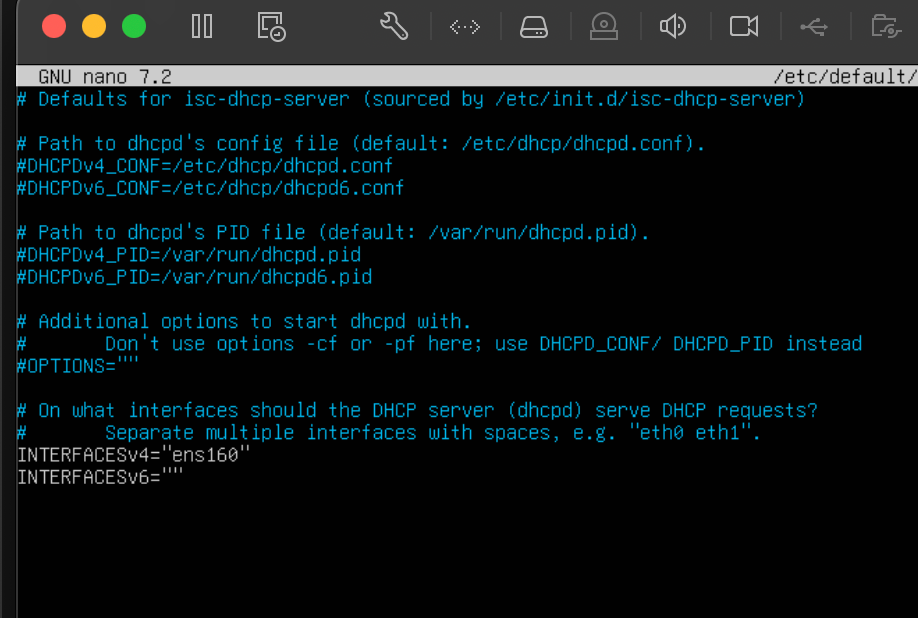 GNU nano 7.2 /etc/default/
# Defaults for isc-dhcp-server (sourced by /etc/init.d/isc-dhcp-server)
# Path to dhcpd's config file (default: /etc/dhcp/dhcpd.conf).
#DHCPDv4_CONF=/etc/dhcp/dhcpd.conf
#DHCPDv6_CONF=/etc/dhcp/dhcpd6.conf
# Path to dhcpd's PID file (default: /var/run/dhcpd.pid).
#DHCPDv4_PID=/var/run/dhcpd.pid
#DHCPDv6_PID=/var/run/dhcpd6.pid
# Additional options to start dhcpd with.
#       Don't use options -cf or -pf here; use DHCPD_CONF/ DHCPD_PID instead
#OPTIONS=""
# On what interfaces should the DHCP server (dhcpd) serve DHCP requests?
#       Separate multiple interfaces with spaces, e.g. "eth0 eth1".
INTERFACESv4="ens160"
INTERFACESv6=""